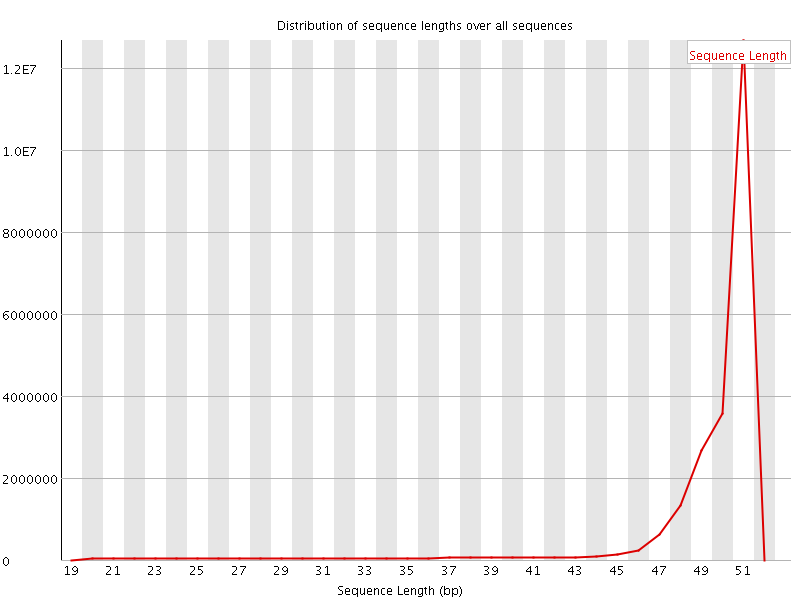 Distribution of sequence lengths over all sequences
Sequence Length
1.2E7
1.0E7
8000000
6000000
4000000
2000000
0
19 21 23 25 27 29 31 33 35 37 39 41 43 45 47 49 51
Sequence Length (bp)